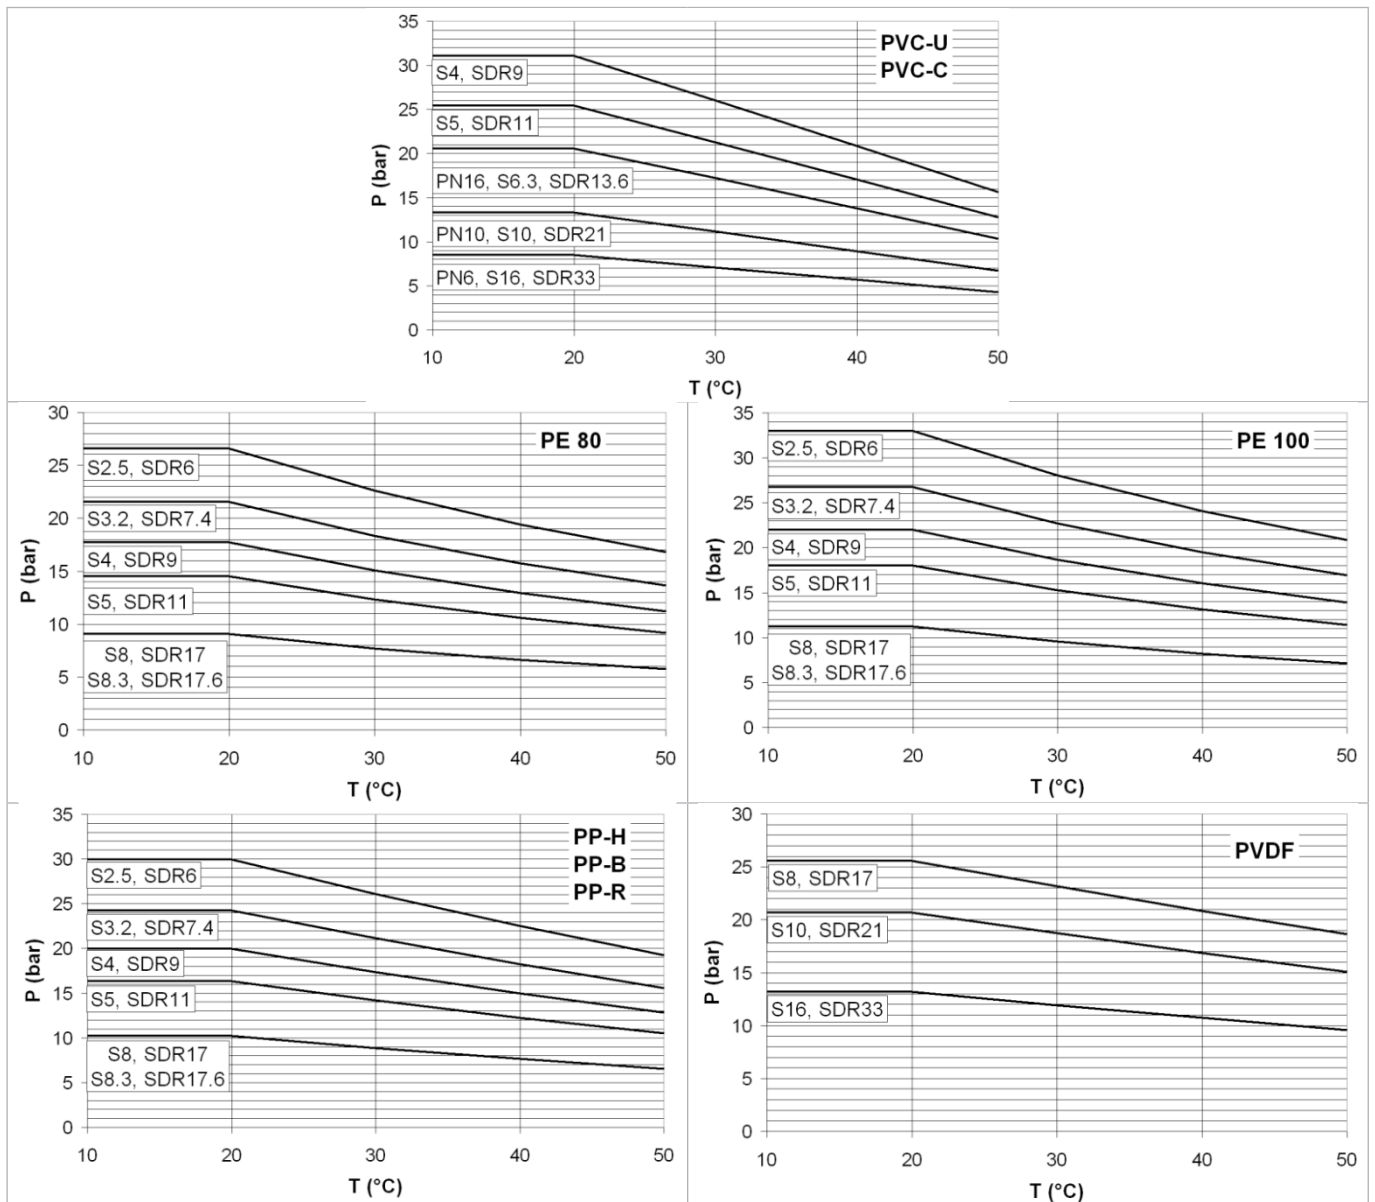 35
30
25
20
15
10
5
0
P (bar)
PVC-U
PVC-C
S4, SDR9
S5, SDR11
PN16, S6.3, SDR13.6
PN10, S10, SDR21
PN6, S16, SDR33
10 20 30 40 50
T (°C)
30
25
20
15
10
5
0
P (bar)
PE 80
S2.5, SDR6
S3.2, SDR7.4
S4, SDR9
S5, SDR11
S8, SDR17
S8.3, SDR17.6
10 20 30 40 50
T (°C)
35
30
25
20
15
10
5
0
P (bar)
PE 100
S2.5, SDR6
S3.2, SDR7.4
S4, SDR9
S5, SDR11
S8, SDR17
S8.3, SDR17.6
10 20 30 40 50
T (°C)
35
30
25
20
15
10
5
0
P (bar)
PP-H
PP-B
PP-R
S2.5, SDR6
S3.2, SDR7.4
S4, SDR9
S5, SDR11
S8, SDR17
S8.3, SDR17.6
10 20 30 40 50
T (°C)
30
25
20
15
10
5
0
P (bar)
PVDF
S8, SDR17
S10, SDR21
S16, SDR33
10 20 30 40 50
T (°C)